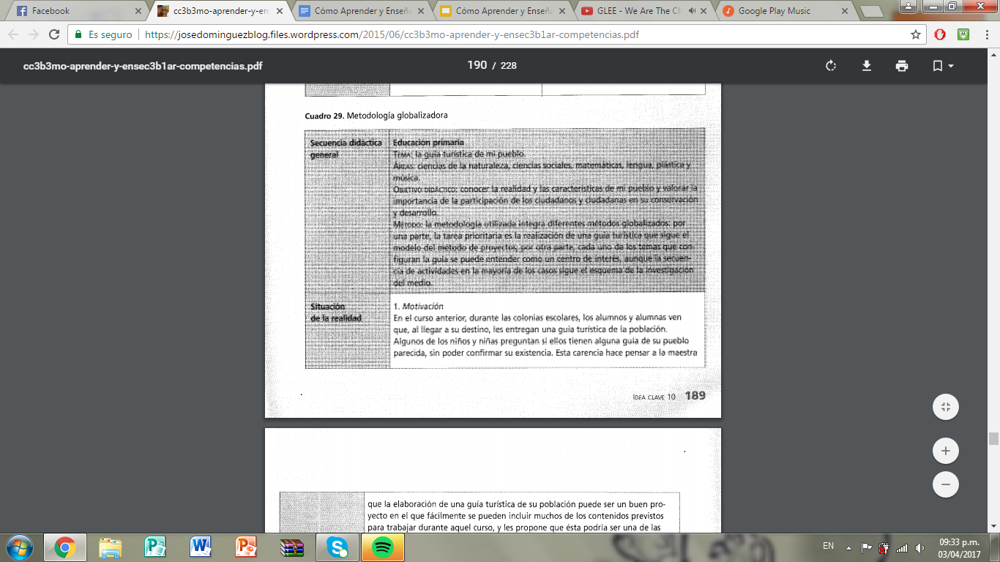 Facebook
cc3b3mo-aprender-y-ens
Cómo Aprender y Enseña
Cómo Aprender y Enseña
GLEE - We Are The Ch
Google Play Music
Es seguro
https://josedominguezblog.files.wordpress.com/2015/06/cc3b3mo-aprender-y-ensec3b1ar-competencias.pdf
cc3b3mo-aprender-y-ensec3b1ar-competencias.pdf
190 / 228
Cuadro 29. Metodología globalizadora
Secuencia didáctica
general
Educación primaria
TEMA: la guía turística de mi pueblo.
ÁREAS: ciencias de la naturaleza, ciencias sociales, matemáticas, lengua, plástica y
música.
OBJETIVO DIDÁCTICO: conocer la realidad y las características de mi pueblo y valorar la
importancia de la participación de los ciudadanos y ciudadanas en su conservación
y desarrollo.
MÉTODO: la metodología utilizada integra diferentes métodos globalizados: por
una parte, la tarea prioritaria es la realización de una guía turística que sigue el
modelo del método de proyectos; por otra parte, cada uno de los temas que con-
figuran la guía se puede entender como un centro de interés, aunque la secuen-
cia de actividades en la mayoría de los casos sigue el esquema de la investigación
del medio.
Situación
de la realidad
1. Motivación
En el curso anterior, durante las colonias escolares, los alumnos y alumnas ven
que, al llegar a su destino, les entregan una guía turística de la población.
Algunos de los niños y niñas preguntan si ellos tienen alguna guía de su pueblo
parecida, sin poder confirmar su existencia. Esta carencia hace pensar a la maestra
IDEA CLAVE 10 189
que la elaboración de una guía turística de su población puede ser un buen pro-
yecto en el que fácilmente se pueden incluir muchos de los contenidos previstos
para trabajar durante aquel curso, y les propone que ésta podría ser una de las
EN
09:33 p.m.
03/04/2017